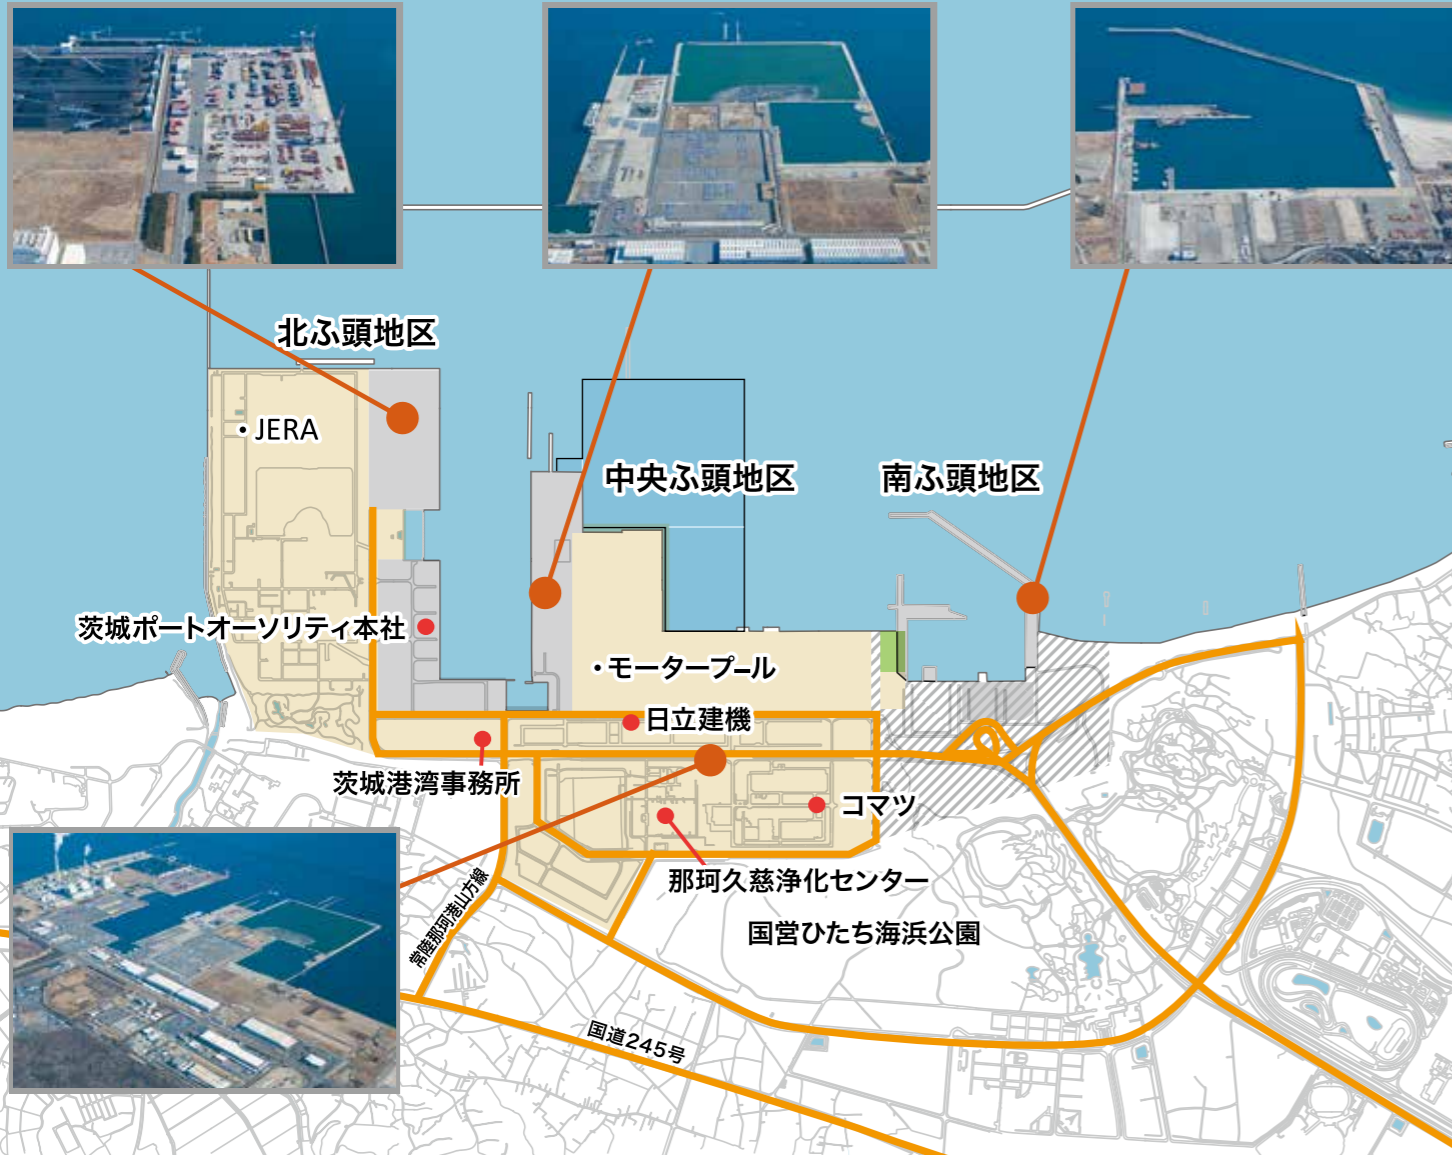 北ふ頭地区
・JERA
中央ふ頭地区
南ふ頭地区
茨城ポートオーソリティ本社
・モータープール
日立建機
茨城港湾事務所
コマツ
那珂久慈浄化センター
国営ひたち海浜公園
常陸那珂港山方線
国道245号